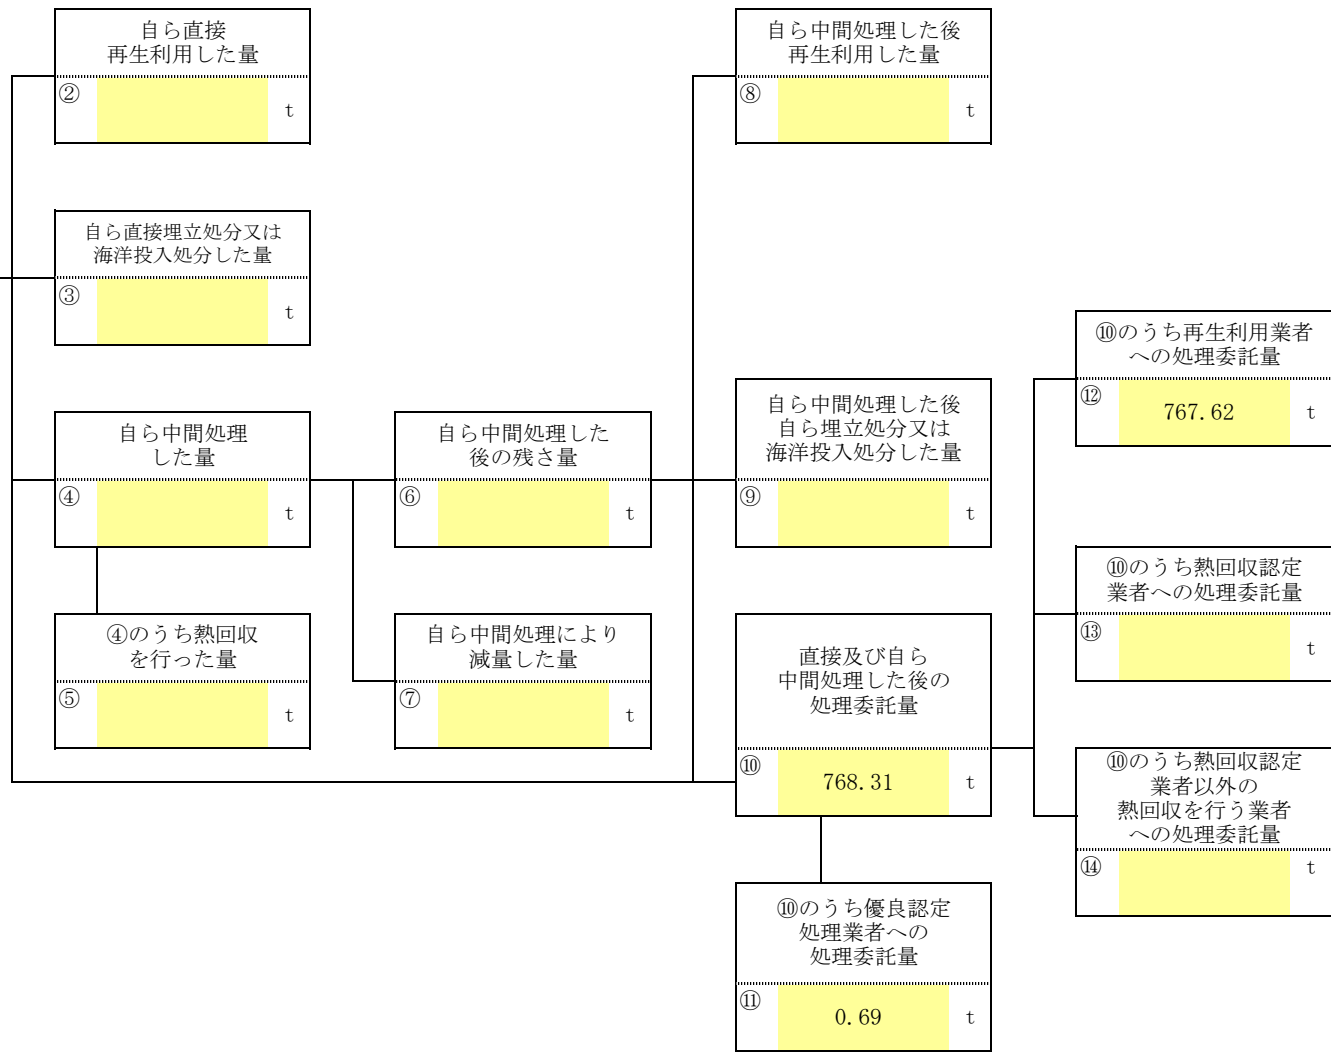 自ら直接
再生利用した量
②
t
自ら中間処理した後
再生利用した量
⑧
t
自ら直接埋立処分又は
海洋投入処分した量
③
t
⑩のうち再生利用業者
への処理委託量
⑫
767.62
t
自ら中間処理
した量
④
t
自ら中間処理した
後の残さ量
⑥
t
自ら中間処理した後
自ら埋立処分又は
海洋投入処分した量
⑨
t
⑩のうち熱回収認定
業者への処理委託量
⑬
t
④のうち熱回収
を行った量
⑤
t
自ら中間処理により
減量した量
⑦
t
直接及び自ら
中間処理した後の
処理委託量
⑩
768.31
t
⑩のうち熱回収認定
業者以外の
熱回収を行う業者
への処理委託量
⑭
t
⑩のうち優良認定
処理業者への
処理委託量
⑪
0.69
t